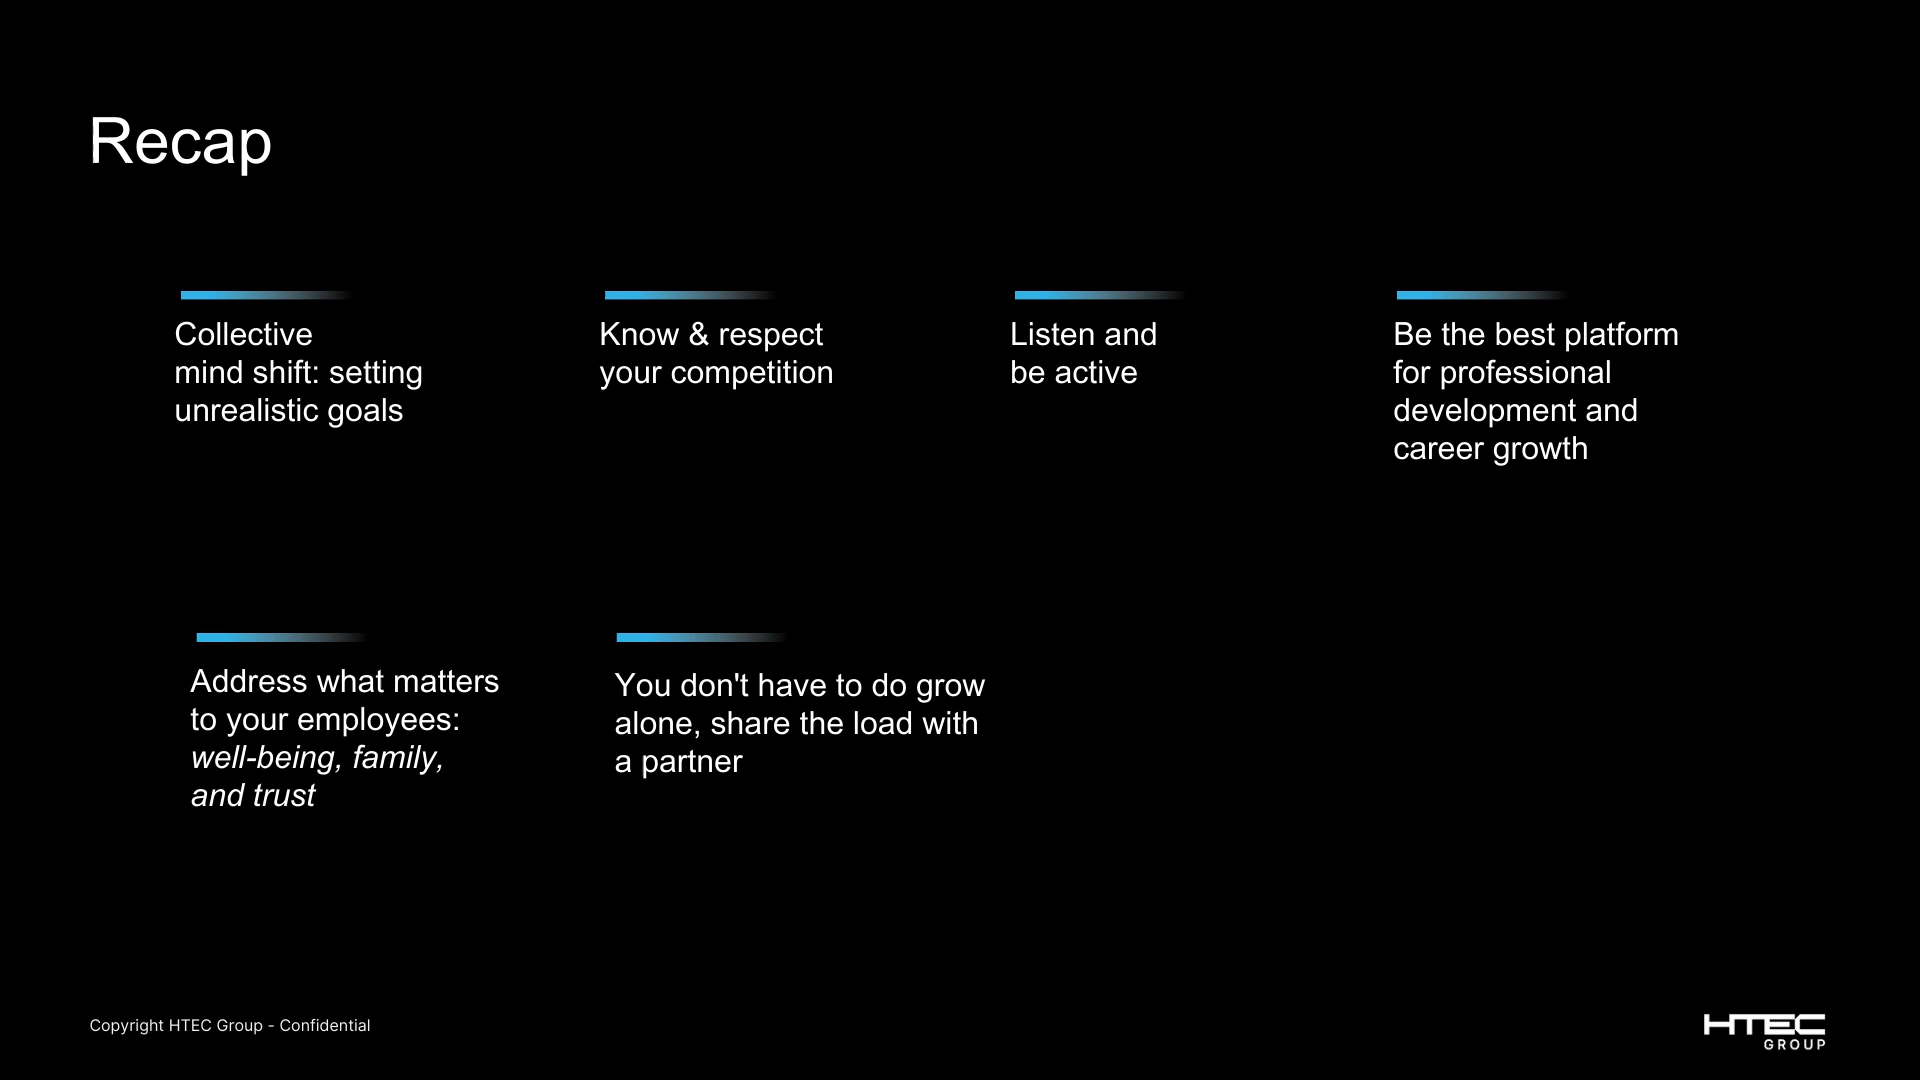 Recap
Collective
mind shift: setting
unrealistic goals
Know & respect
your competition
Listen and
be active
Be the best platform
for professional
development and
career growth
Address what matters
to your employees:
well-being, family,
and trust
You don't have to do grow
alone, share the load with
a partner
Copyright HTEC Group - Confidential
HTEC
GROUP